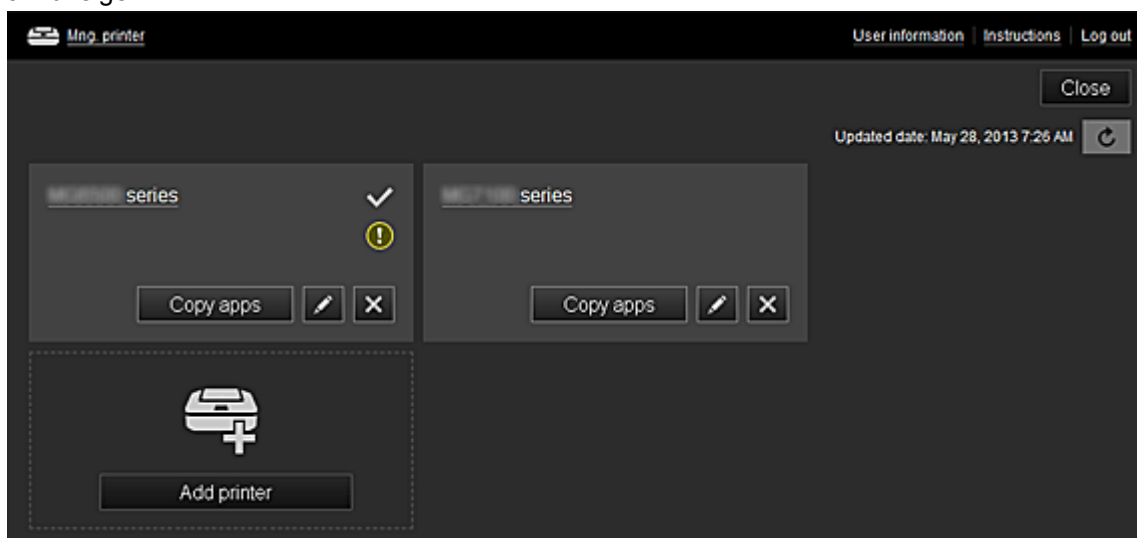 Mng. printer
User information
Instructions
Log out
Close
Updated date: May 28, 2013 7:26 AM
series
series
Copy apps
Copy apps
Add printer